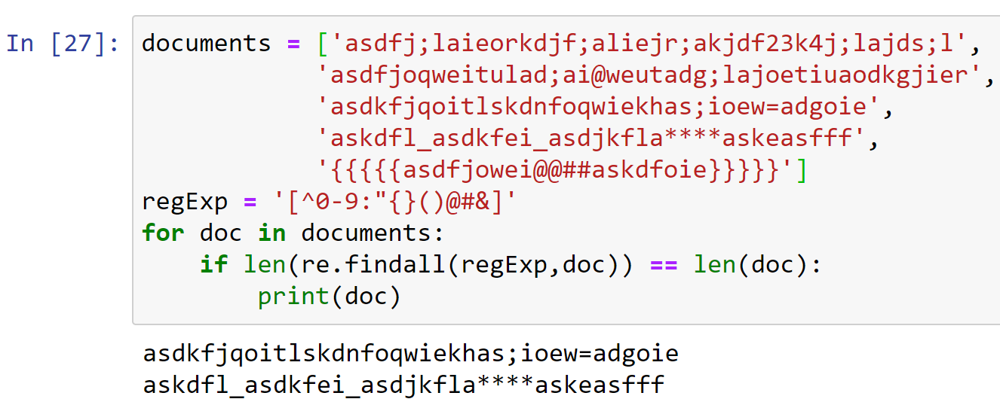 In [27]: documents = ['asdfj;laieorkdjf;aliejr;akjdf23k4j;lajds;l',
'asdfjoqweitulad;ai@weutadg;lajoetiuaodkgjier',
'asdkfjqoitlskdnfoqwiekhas;ioew=adgoie',
'askdfl_asdkfei_asdjkfla****askeasfff',
'{{{{{asdfjowei@@##askdfoie}}}}}']
regExp = '[^0-9:"{}()@#&]'
for doc in documents:
    if len(re.findall(regExp,doc)) == len(doc):
        print(doc)
asdkfjqoitlskdnfoqwiekhas;ioew=adgoie
askdfl_asdkfei_asdjkfla****askeasfff